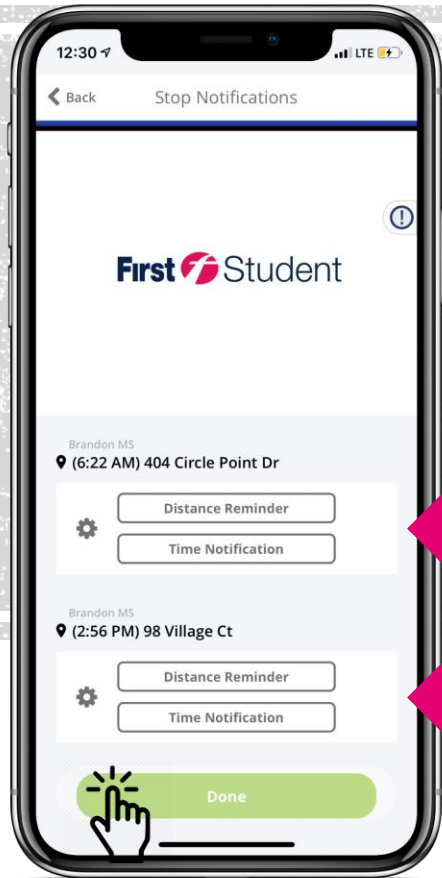 12:30 LTE
Back Stop Notifications
First Student
Brandon MS
(6:22 AM) 404 Circle Point Dr
Distance Reminder
Time Notification
Brandon MS
(2:56 PM) 98 Village Ct
Distance Reminder
Time Notification
Done